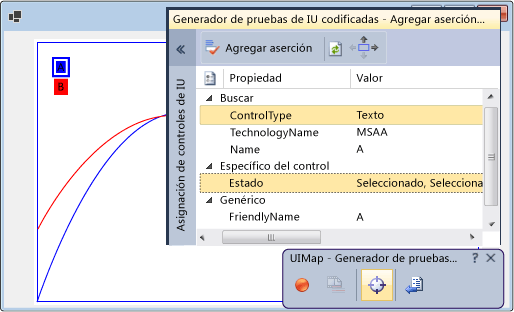 Generador de pruebas de IU codificadas - Agregar aserción...
A
B
Agregar aserción
Asignación de controles de IU
Propiedad Valor
Buscar
ControlType Texto
TechnologyName MSAA
Name A
Específico del control
Estado Seleccionado, Selecciona
Genérico
FriendlyName A
UIMap - Generador de pruebas...